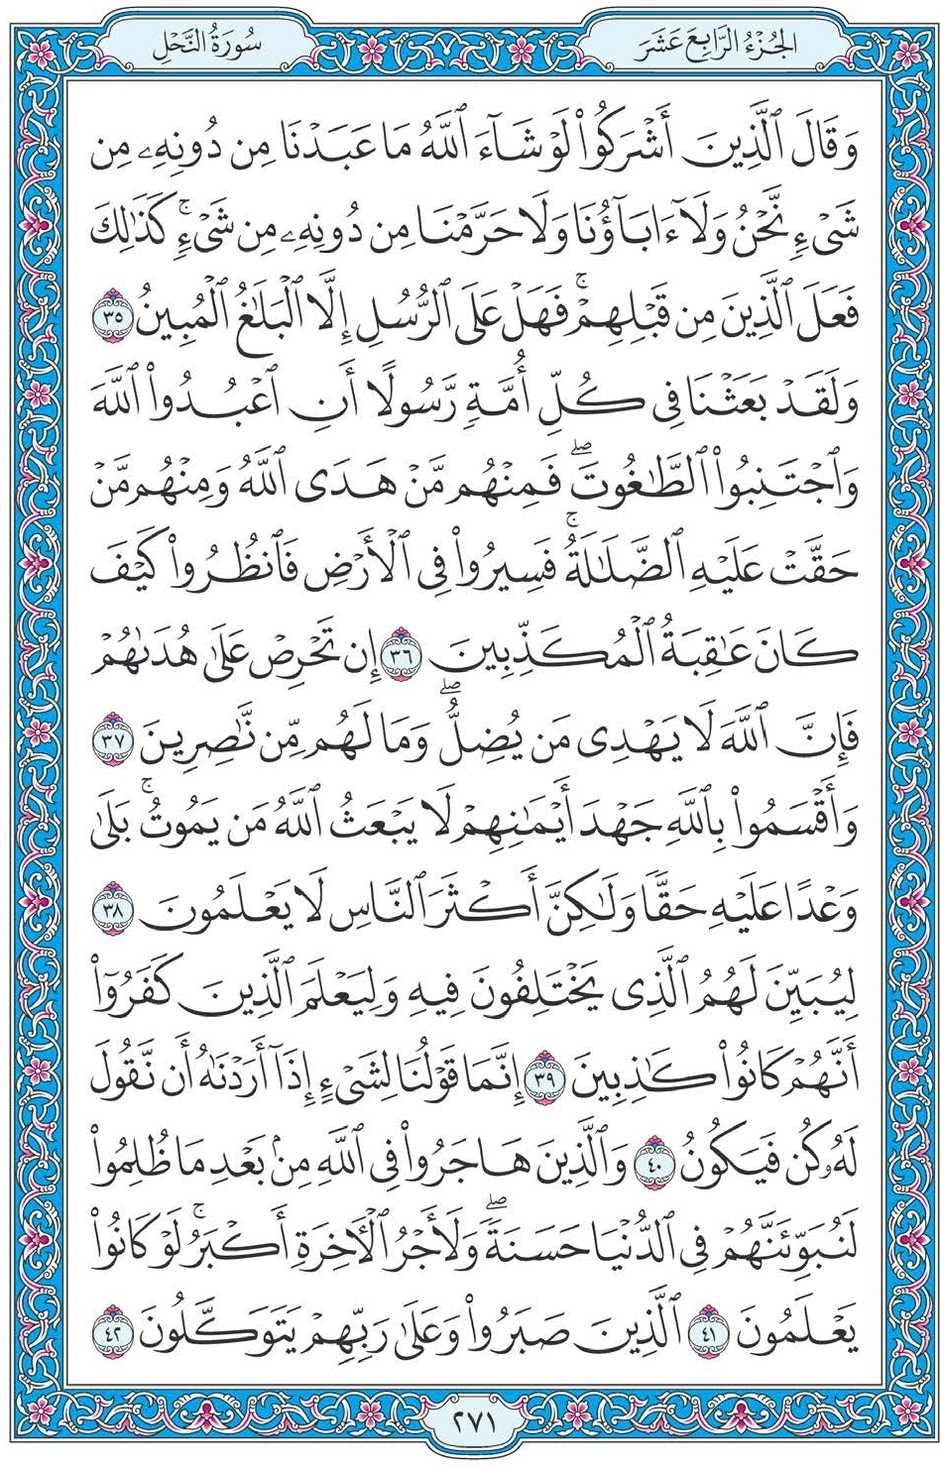 الجُزْءُ الرَّابِعَ عَشَرَ
سُورَةُ النَّحْلِ
وَقَالَ ٱلَّذِينَ أَشْرَكُوا۟ لَوْ شَآءَ ٱللَّهُ مَا عَبَدْنَا مِن دُونِهِۦ مِن
شَىْءٍ نَّحْنُ وَلَآ ءَابَآؤُنَا وَلَا حَرَّمْنَا مِن دُونِهِۦ مِن شَىْءٍۚ كَذَٰلِكَ
فَعَلَ ٱلَّذِينَ مِن قَبْلِهِمْۚ فَهَلْ عَلَى ٱلرُّسُلِ إِلَّا ٱلْبَلَٰغُ ٱلْمُبِينُ ٣٥
وَلَقَدْ بَعَثْنَا فِى كُلِّ أُمَّةٍ رَّسُولًا أَنِ ٱعْبُدُوا۟ ٱللَّهَ
وَٱجْتَنِبُوا۟ ٱلطَّٰغُوتَۖ فَمِنْهُم مَّنْ هَدَى ٱللَّهُ وَمِنْهُم مَّنْ
حَقَّتْ عَلَيْهِ ٱلضَّلَٰلَةُۚ فَسِيرُوا۟ فِى ٱلْأَرْضِ فَٱنظُرُوا۟ كَيْفَ
كَانَ عَٰقِبَةُ ٱلْمُكَذِّبِينَ ٣٦ إِن تَحْرِصْ عَلَىٰ هُدَىٰهُمْ
فَإِنَّ ٱللَّهَ لَا يَهْدِى مَن يُضِلُّۖ وَمَا لَهُم مِّن نَّٰصِرِينَ ٣٧
وَأَقْسَمُوا۟ بِٱللَّهِ جَهْدَ أَيْمَٰنِهِمْ لَا يَبْعَثُ ٱللَّهُ مَن يَمُوتُۚ بَلَىٰ
وَعْدًا عَلَيْهِ حَقًّا وَلَٰكِنَّ أَكْثَرَ ٱلنَّاسِ لَا يَعْلَمُونَ ٣٨
لِيُبَيِّنَ لَهُمُ ٱلَّذِى يَخْتَلِفُونَ فِيهِ وَلِيَعْلَمَ ٱلَّذِينَ كَفَرُوٓا۟
أَنَّهُمْ كَانُوا۟ كَٰذِبِينَ ٣٩ إِنَّمَا قَوْلُنَا لِشَىْءٍ إِذَآ أَرَدْنَٰهُ أَن نَّقُولَ
لَهُۥ كُن فَيَكُونُ ٤٠ وَٱلَّذِينَ هَاجَرُوا۟ فِى ٱللَّهِ مِنۢ بَعْدِ مَا ظُلِمُوا۟
لَنُبَوِّئَنَّهُمْ فِى ٱلدُّنْيَا حَسَنَةًۖ وَلَأَجْرُ ٱلْءَاخِرَةِ أَكْبَرُۚ لَوْ كَانُوا۟
يَعْلَمُونَ ٤١ ٱلَّذِينَ صَبَرُوا۟ وَعَلَىٰ رَبِّهِمْ يَتَوَكَّلُونَ ٤٢
٢٧١